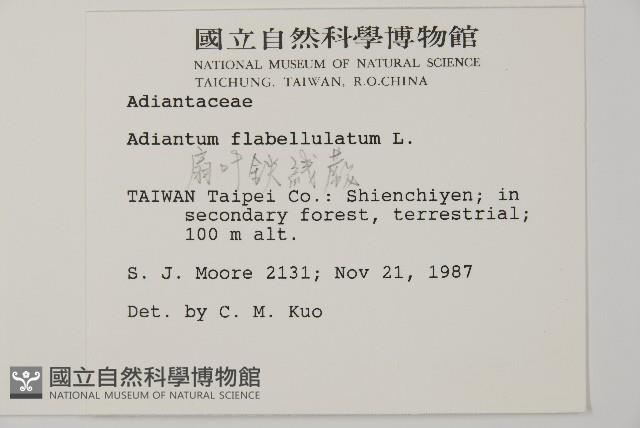 國立自然科學博物館
NATIONAL MUSEUM OF NATURAL SCIENCE
TAICHUNG, TAIWAN, R.O.CHINA
Adiantaceae
Adiantum flabellulatum L.
扇叶鉄线蕨
TAIWAN Taipei Co.: Shienchiyen; in
secondary forest, terrestrial;
100 m alt.
S. J. Moore 2131; Nov 21, 1987
Det. by C. M. Kuo
國立自然科學博物館
NATIONAL MUSEUM OF NATURAL SCIENCE